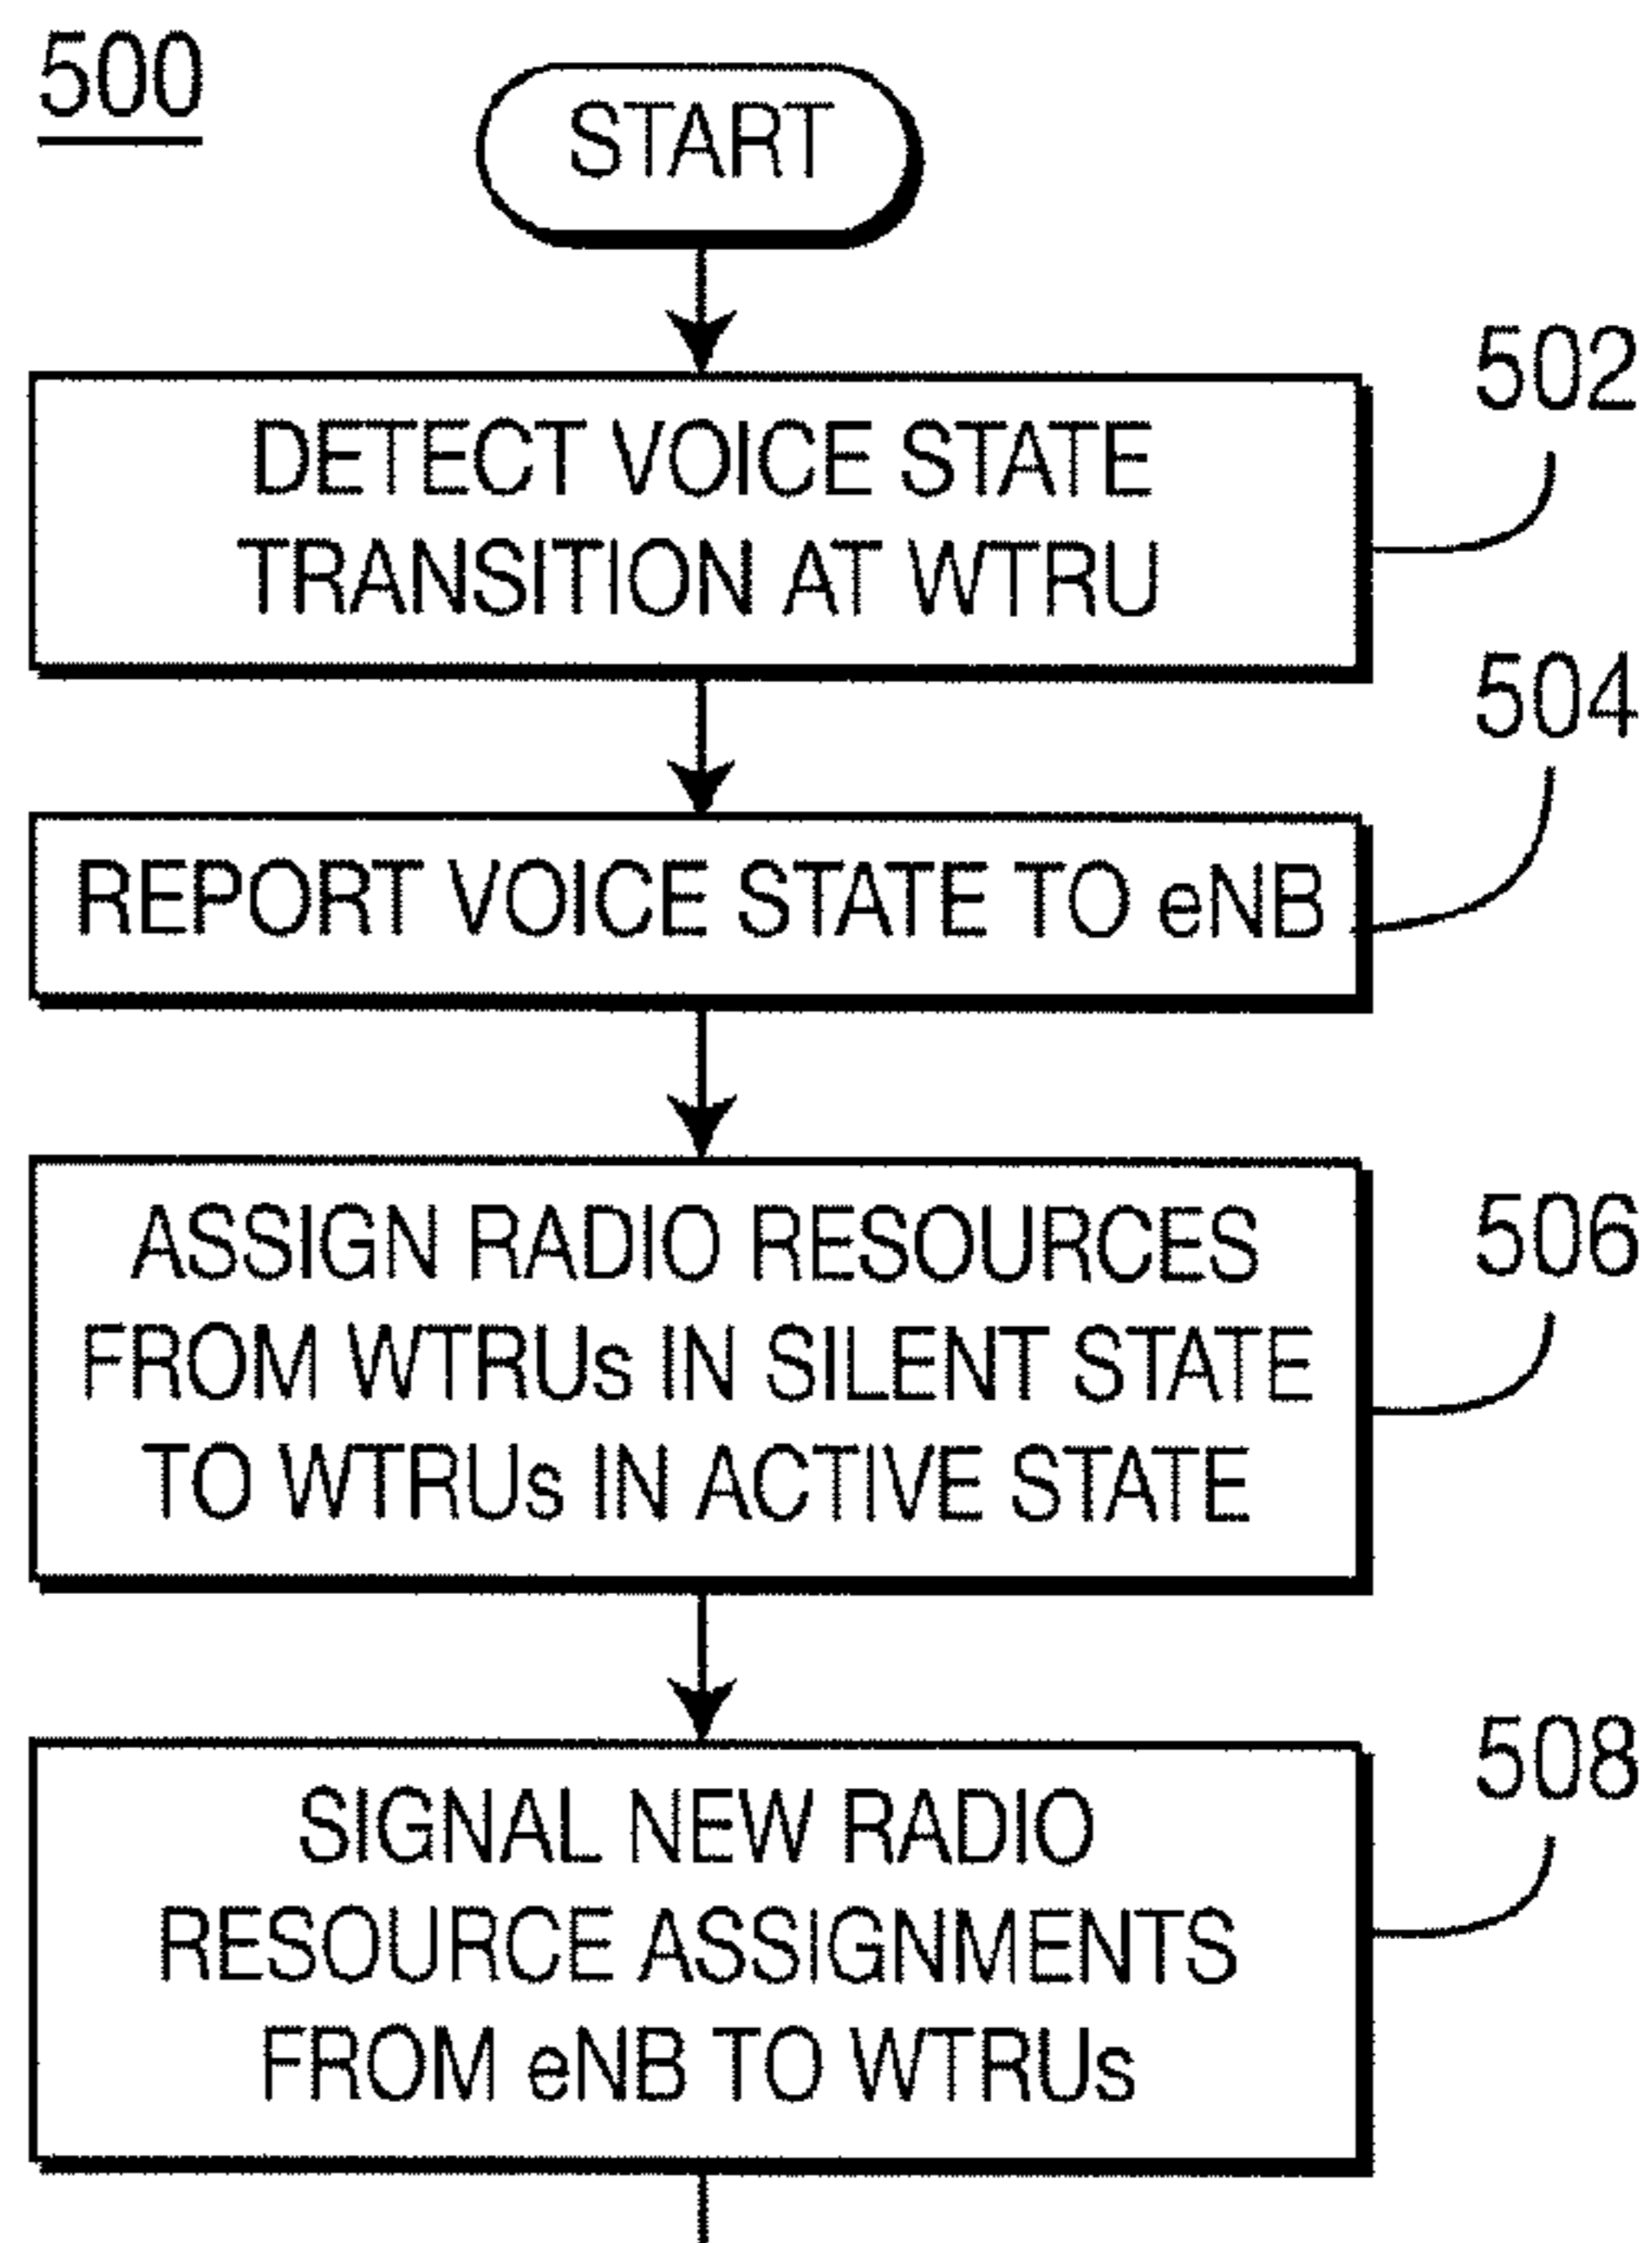 500
START
502
DETECT VOICE STATE
TRANSITION AT WTRU
504
REPORT VOICE STATE TO eNB
506
ASSIGN RADIO RESOURCES
FROM WTRUs IN SILENT STATE
TO WTRUs IN ACTIVE STATE
508
SIGNAL NEW RADIO
RESOURCE ASSIGNMENTS
FROM eNB TO WTRUs